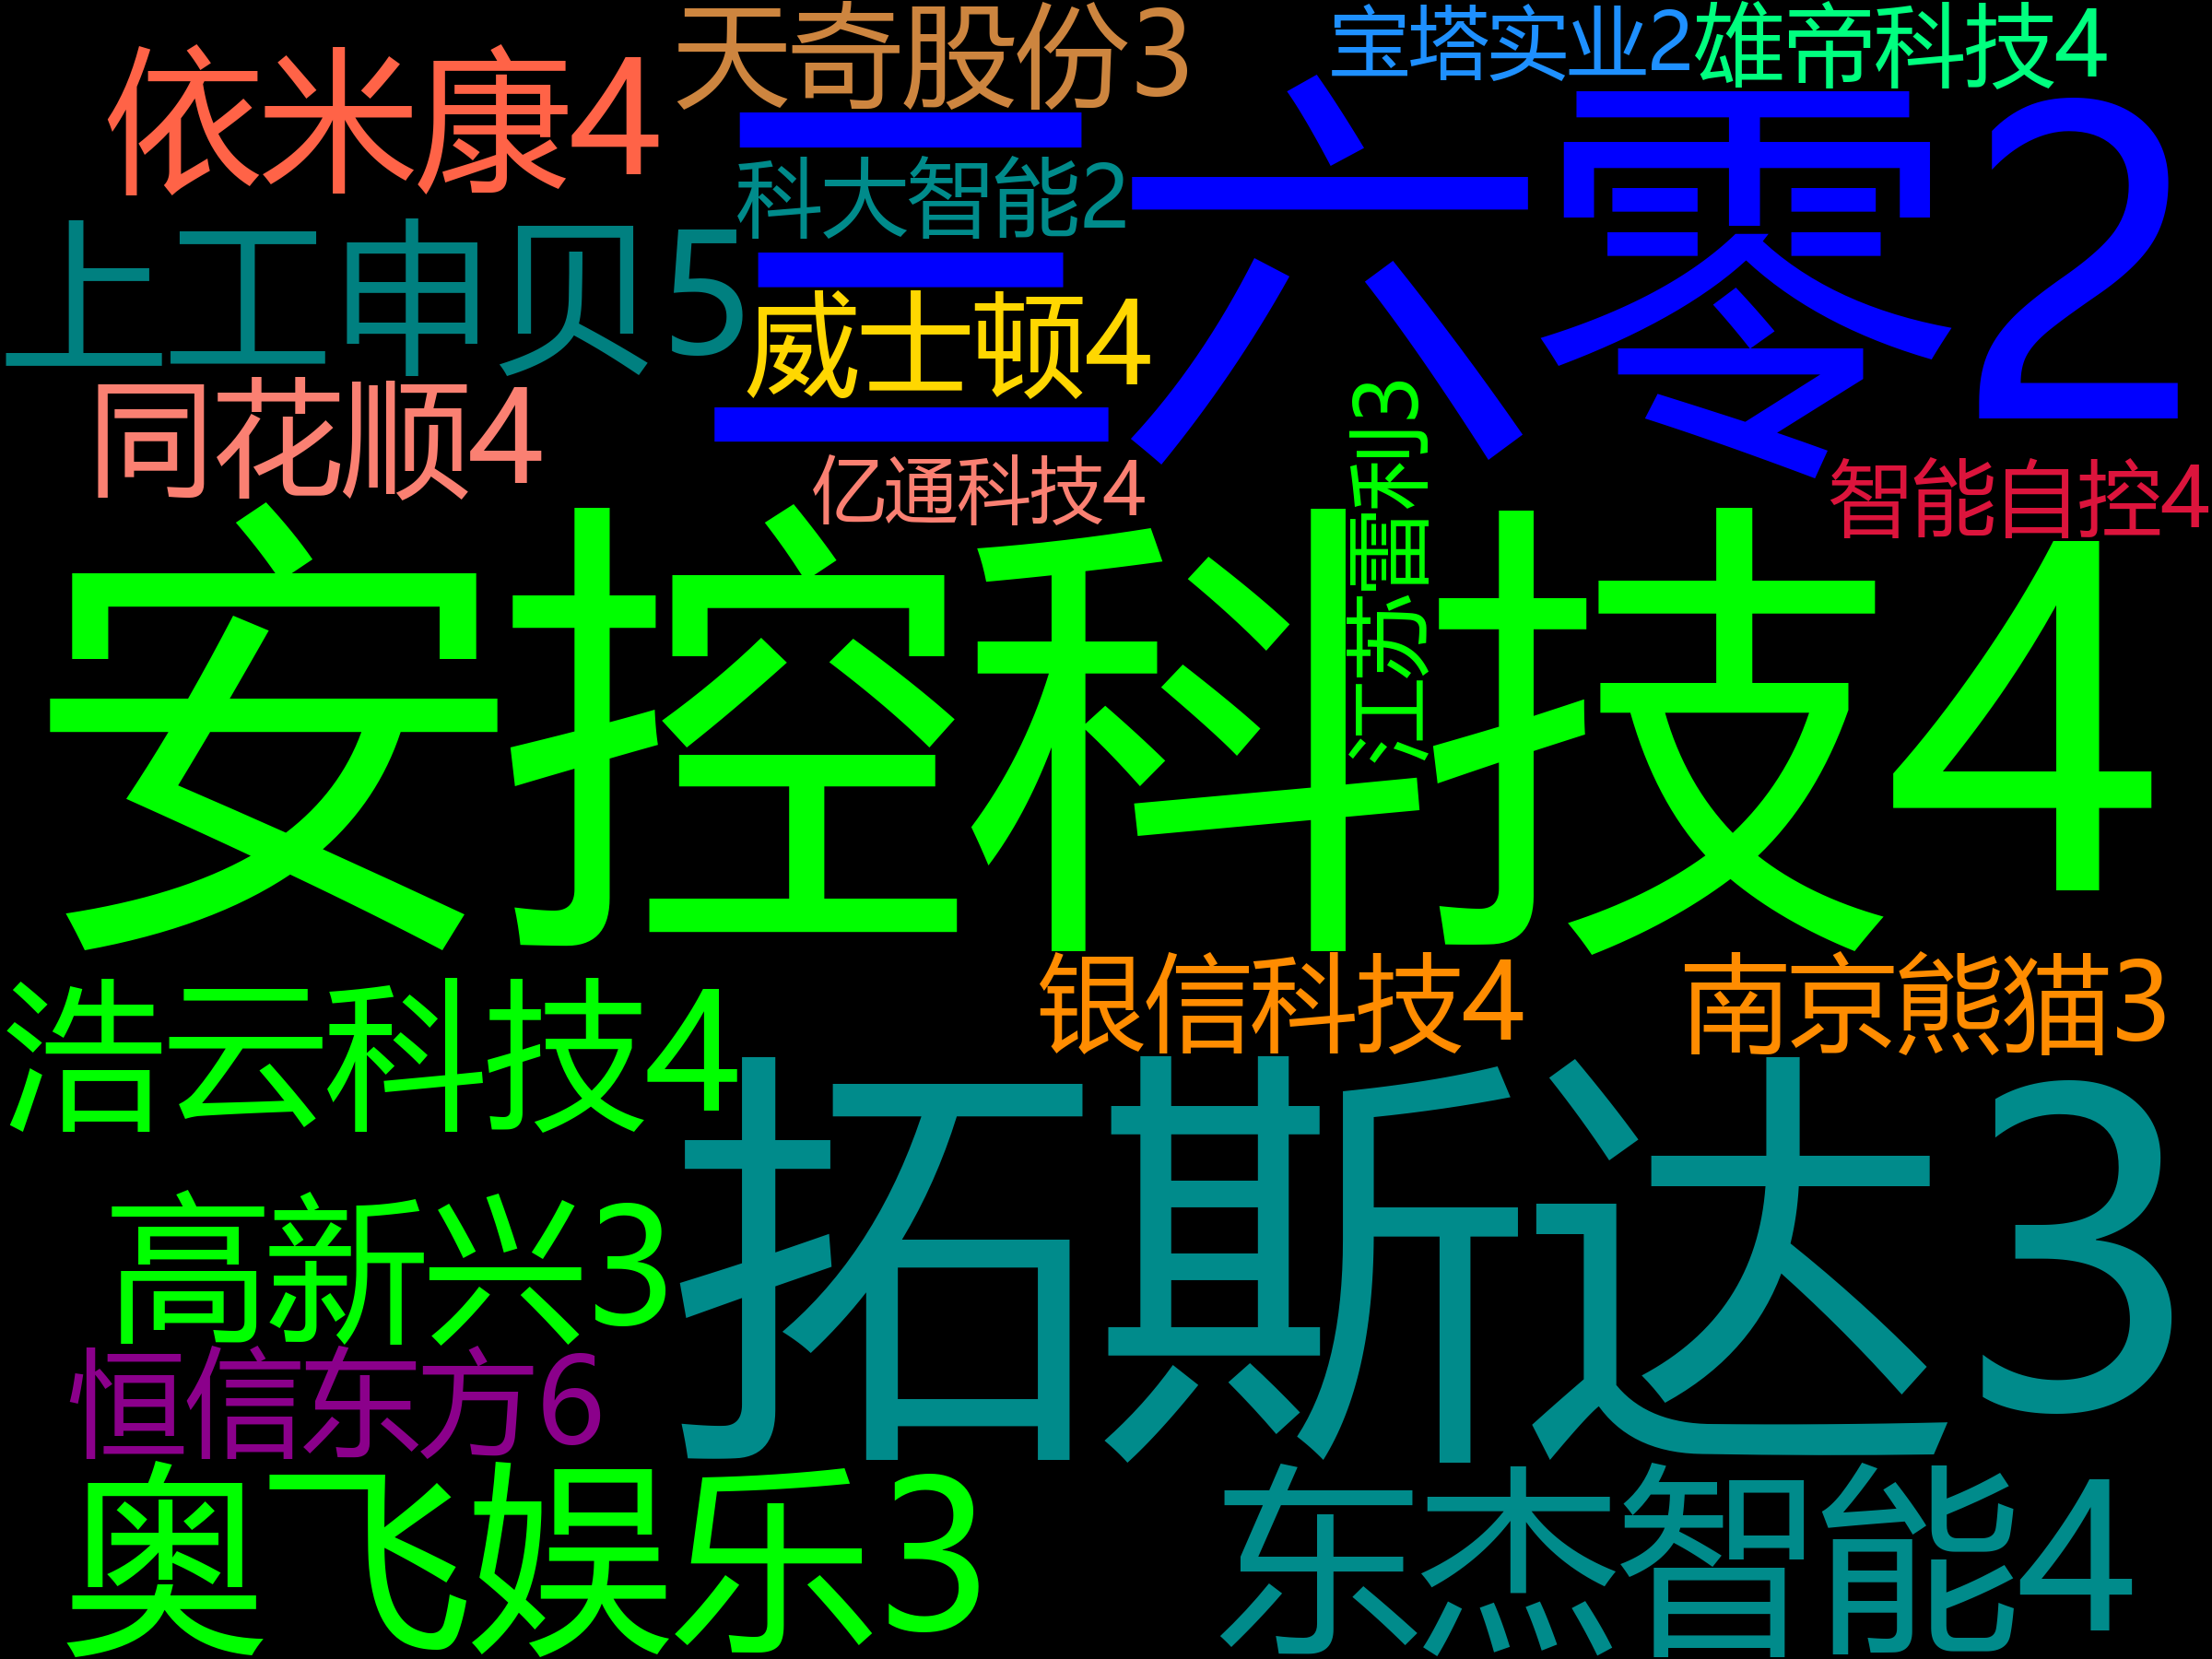 依米康4
天奇股份3
宝塔实业2
维帝科技4
三六零2
科大智能2
上工申贝5
威士顿4
同花顺4
亿通科技4
江苏雷利3
智能自控4
安控科技4
浩云科技4
银信科技4
南京熊猫3
拓斯达3
高新兴3
恒信东方6
奥飞娱乐3
东杰智能4